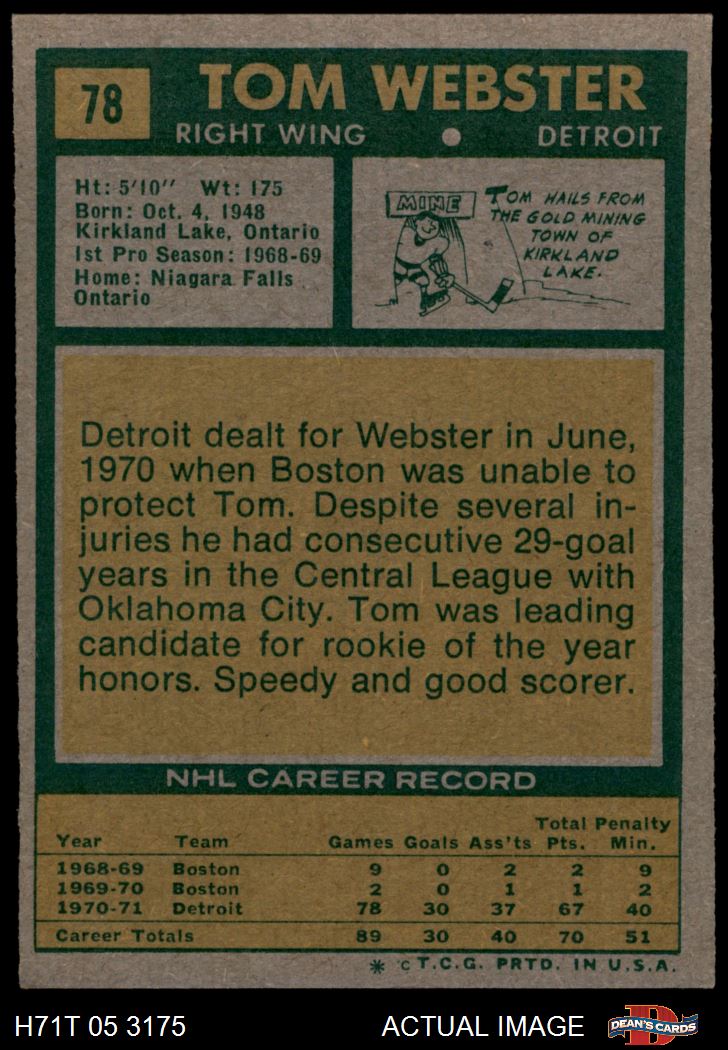 78
TOM WEBSTER
RIGHT WING • DETROIT
Ht: 5'10" Wt: 175
Born: Oct. 4, 1948
Kirkland Lake, Ontario
1st Pro Season: 1968-69
Home: Niagara Falls
Ontario
MINE
TOM HAILS FROM
THE GOLD MINING
TOWN OF
KIRKLAND
LAKE.
Detroit dealt for Webster in June,
1970 when Boston was unable to
protect Tom. Despite several in-
juries he had consecutive 29-goal
years in the Central League with
Oklahoma City. Tom was leading
candidate for rookie of the year
honors. Speedy and good scorer.
NHL CAREER RECORD
Total Penalty
Year Team Games Goals Ass'ts Pts. Min.
1968-69 Boston 9 0 2 2 9
1969-70 Boston 2 0 1 1 2
1970-71 Detroit 78 30 37 67 40
Career Totals 89 30 40 70 51
* © T.C.G. PRTD. IN U.S.A.
H71T 05 3175 ACTUAL IMAGE D DEAN'S CARDS